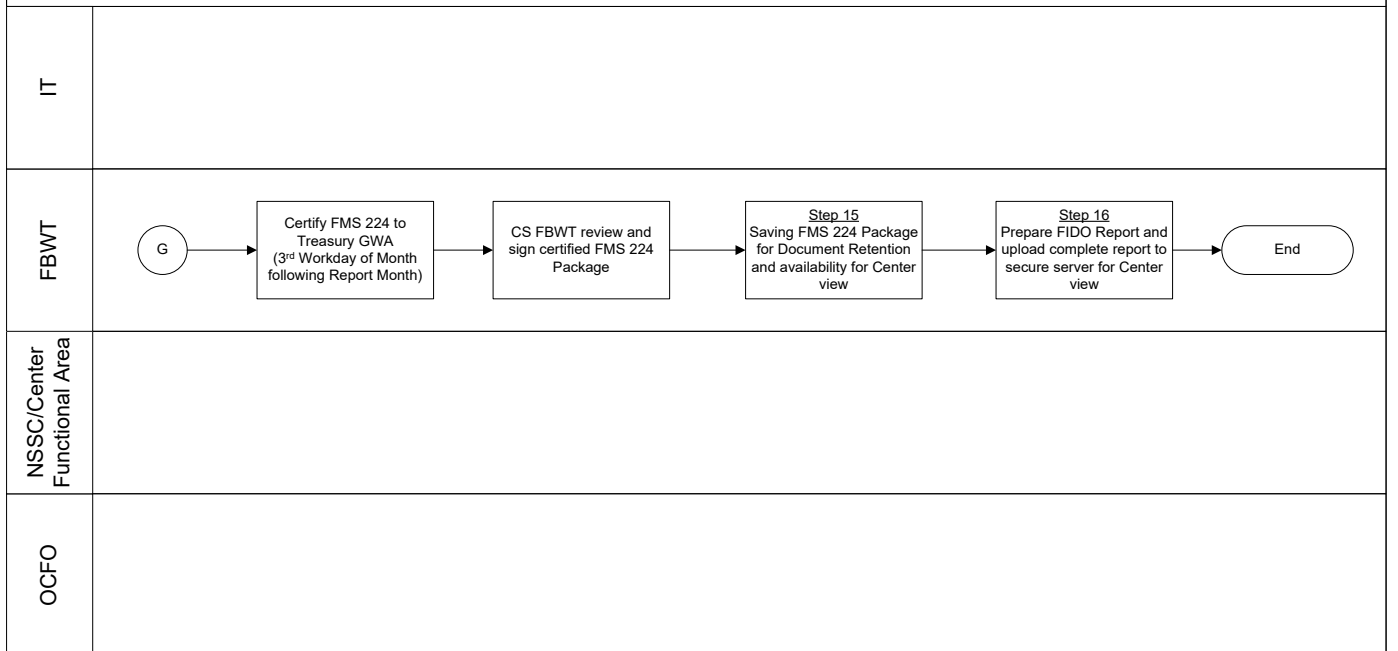 IT
FBWT
G
Certify FMS 224 to
Treasury GWA
(3rd Workday of Month
following Report Month)
CS FBWT review and
sign certified FMS 224
Package
Step 15
Saving FMS 224 Package
for Document Retention
and availability for Center
view
Step 16
Prepare FIDO Report and
upload complete report to
secure server for Center
view
End
NSSC/Center
Functional Area
OCFO